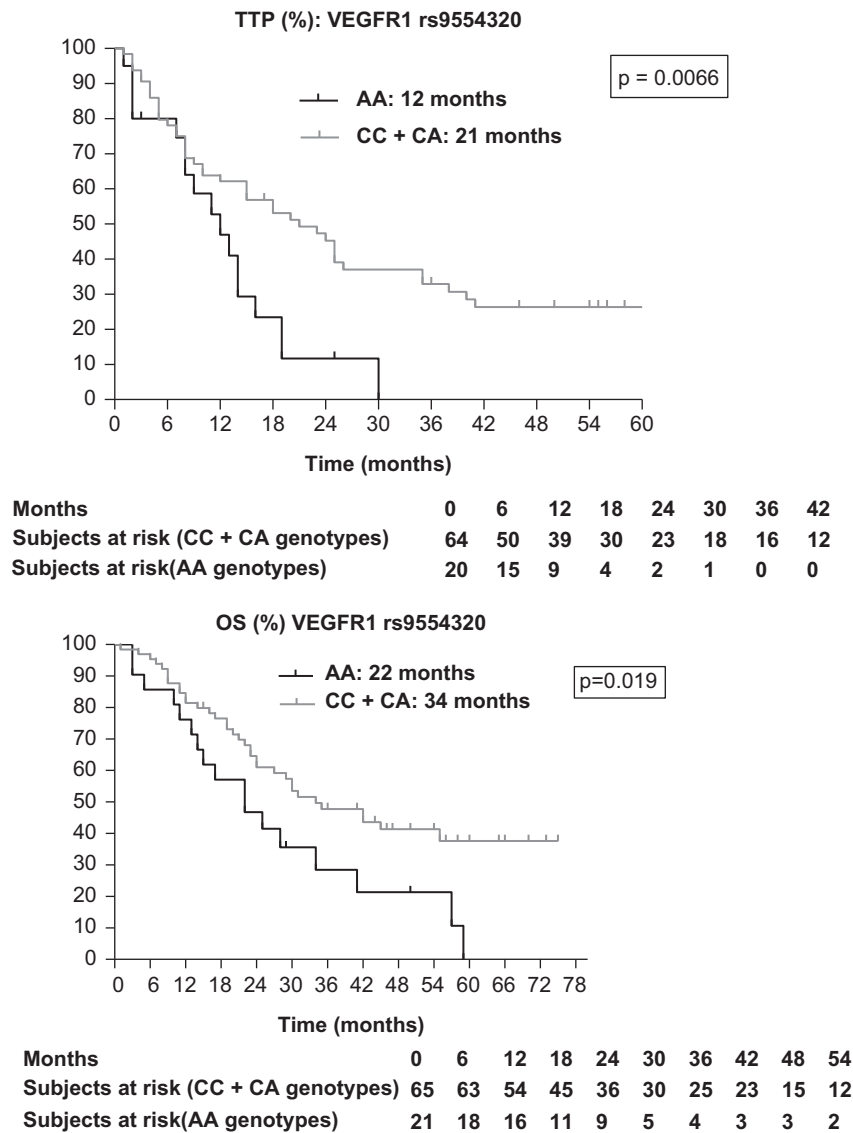 TTP (%): VEGFR1 rs9554320
100
90
80
70
60
50
40
30
20
10
0
p = 0.0066
AA: 12 months
CC + CA: 21 months
0 6 12 18 24 30 36 42 48 54 60
Time (months)
Months 0 6 12 18 24 30 36 42
Subjects at risk (CC + CA genotypes) 64 50 39 30 23 18 16 12
Subjects at risk(AA genotypes) 20 15 9 4 2 1 0 0
OS (%) VEGFR1 rs9554320
100
90
80
70
60
50
40
30
20
10
0
AA: 22 months
CC + CA: 34 months
p=0.019
0 6 12 18 24 30 36 42 48 54 60 66 72 78
Time (months)
Months 0 6 12 18 24 30 36 42 48 54
Subjects at risk (CC + CA genotypes) 65 63 54 45 36 30 25 23 15 12
Subjects at risk(AA genotypes) 21 18 16 11 9 5 4 3 3 2